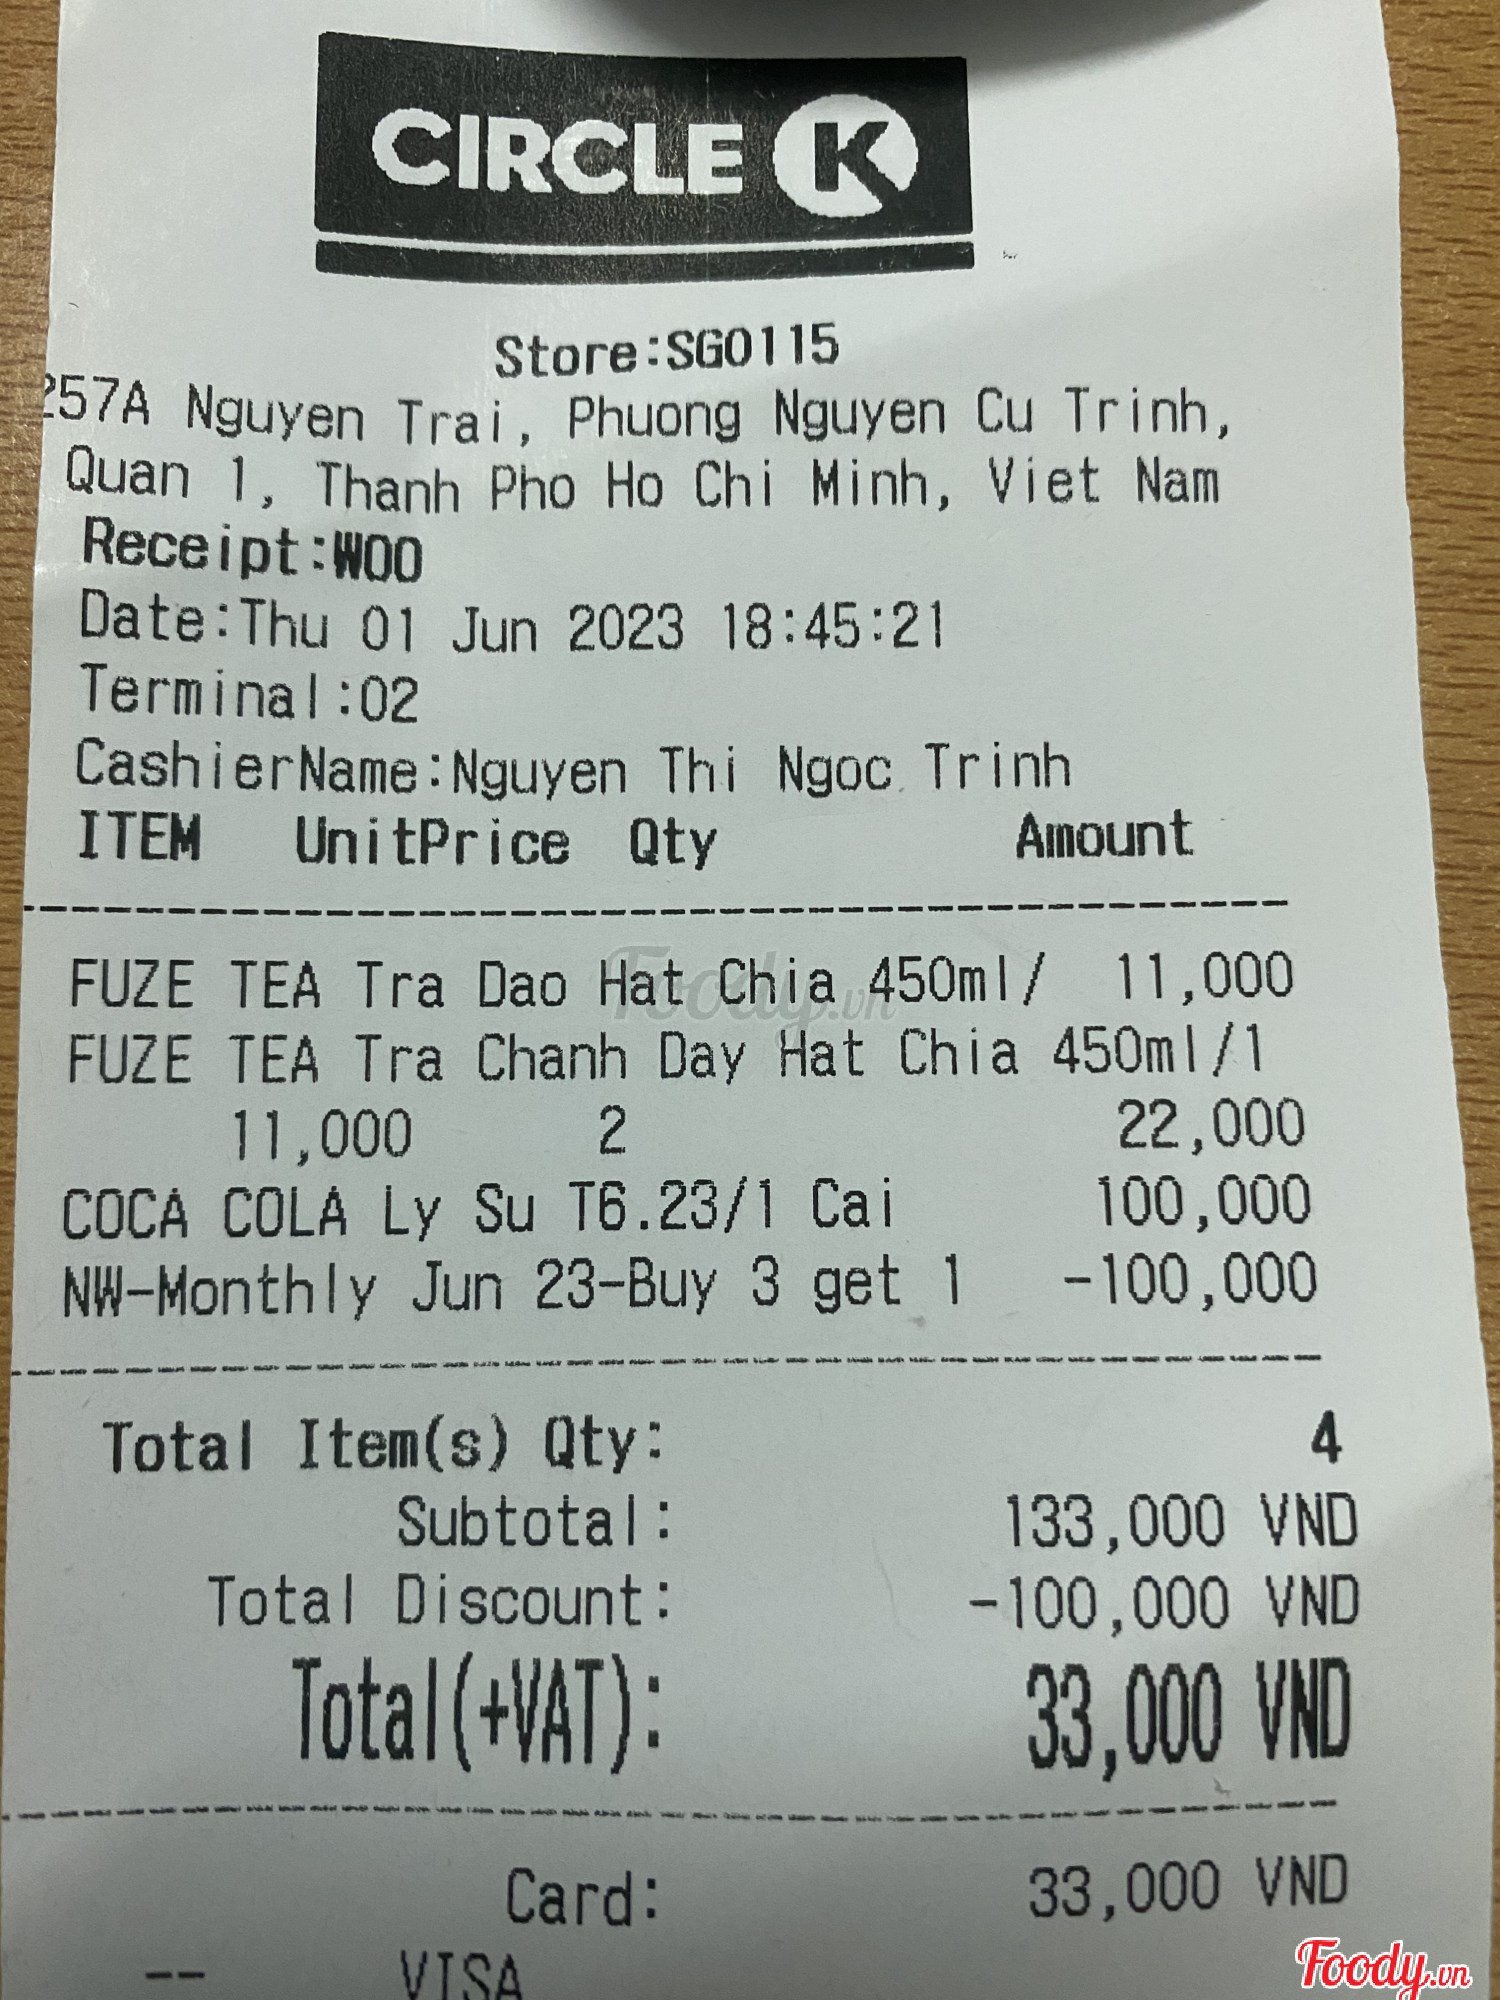 CIRCLE K
Store:SG0115
257A Nguyen Trai, Phuong Nguyen Cu Trinh,
Quan 1, Thanh Pho Ho Chi Minh, Viet Nam
Receipt:W00
Date:Thu 01 Jun 2023 18:45:21
Terminal:02
CashierName:Nguyen Thi Ngoc Trinh
ITEM UnitPrice Qty Amount
FUZE TEA Tra Dao Hat Chia 450ml/ 11,000
FUZE TEA Tra Chanh Day Hat Chia 450ml/1
11,000 2 22,000
COCA COLA Ly Su T6.23/1 Cai 100,000
NW-Monthly Jun 23-Buy 3 get 1 -100,000
Total Item(s) Qty: 4
Subtotal: 133,000 VND
Total Discount: -100,000 VND
Total(+VAT): 33,000 VND
Card: 33,000 VND
-- VISA
Foody.vn
Foody.vn